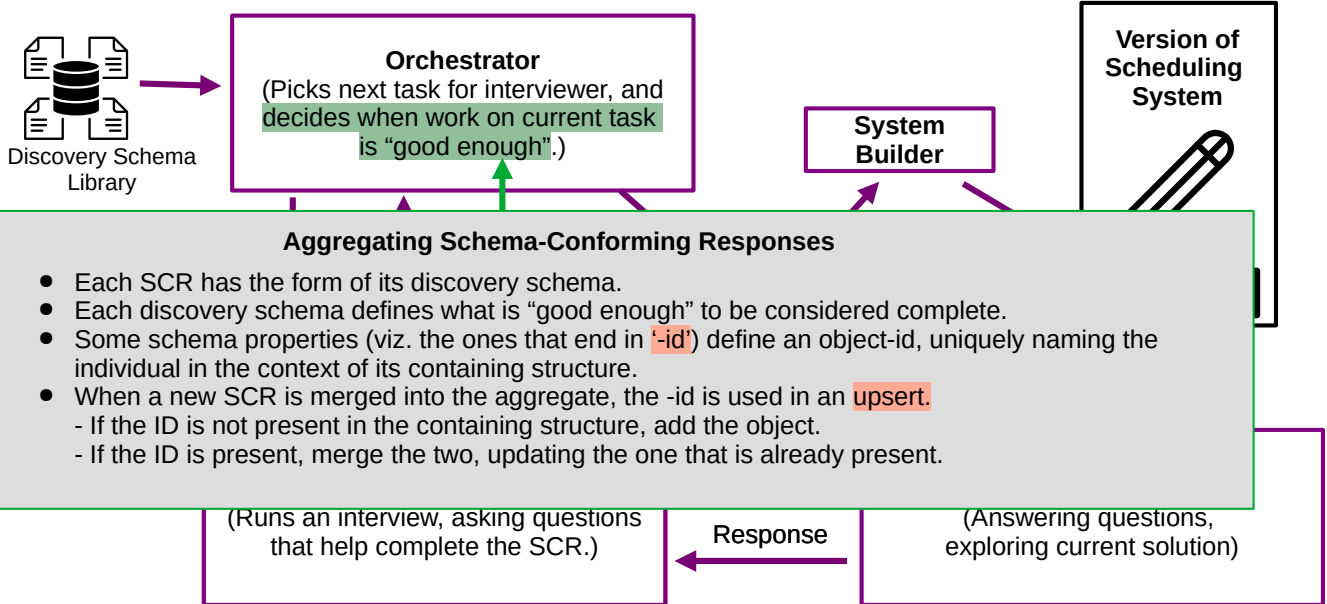 Orchestrator
(Picks next task for interviewer, and
decides when work on current task
is “good enough”.)
Discovery Schema
Library
System
Builder
Version of
Scheduling
System
Aggregating Schema-Conforming Responses
● Each SCR has the form of its discovery schema.
● Each discovery schema defines what is “good enough” to be considered complete.
● Some schema properties (viz. the ones that end in ‘-id’) define an object-id, uniquely naming the
individual in the context of its containing structure.
● When a new SCR is merged into the aggregate, the -id is used in an upsert.
- If the ID is not present in the containing structure, add the object.
- If the ID is present, merge the two, updating the one that is already present.
(Runs an interview, asking questions
that help complete the SCR.)
Response
(Answering questions,
exploring current solution)